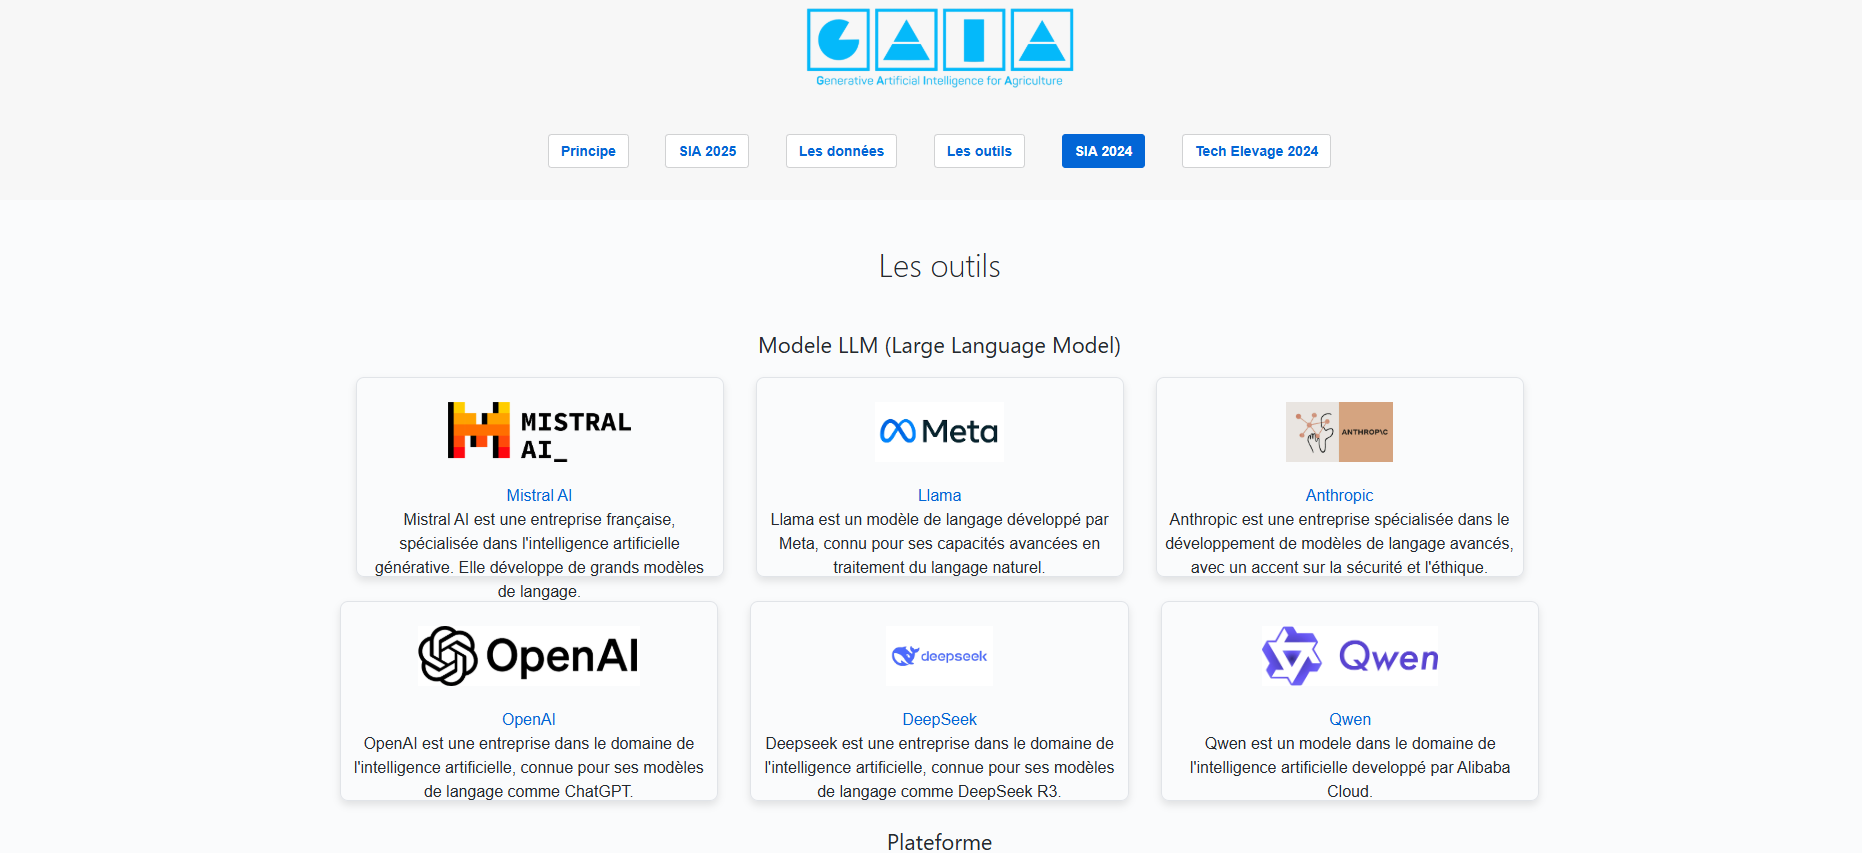 Generative Artificial Intelligence for Agriculture
Principe
SIA 2025
Les données
Les outils
SIA 2024
Tech Elevage 2024
Les outils
Modele LLM (Large Language Model)
MISTRAL
AI_
Mistral AI
Mistral AI est une entreprise française,
spécialisée dans l'intelligence artificielle
générative. Elle développe de grands modèles
de langage.
Meta
Llama
Llama est un modèle de langage développé par
Meta, connu pour ses capacités avancées en
traitement du langage naturel.
ANTHROP\C
Anthropic
Anthropic est une entreprise spécialisée dans le
développement de modèles de langage avancés,
avec un accent sur la sécurité et l'éthique.
OpenAI
OpenAI
OpenAI est une entreprise dans le domaine de
l'intelligence artificielle, connue pour ses modèles
de langage comme ChatGPT.
deepseek
DeepSeek
Deepseek est une entreprise dans le domaine de
l'intelligence artificielle, connue pour ses modèles
de langage comme DeepSeek R3.
Qwen
Qwen
Qwen est un modele dans le domaine de
l'intelligence artificielle developpé par Alibaba
Cloud.
Plateforme